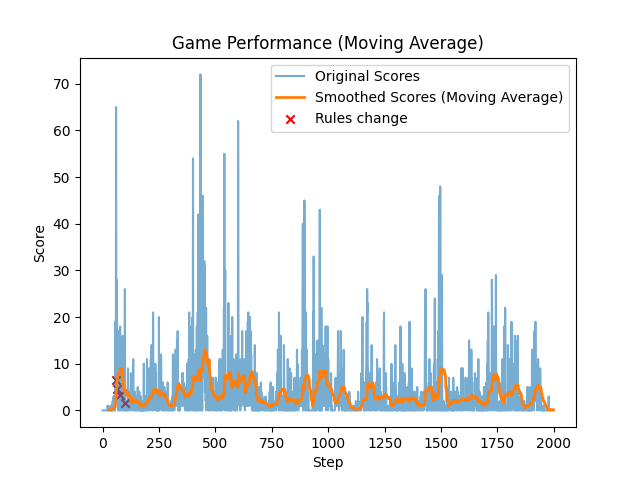 Game Performance (Moving Average)
Original Scores
Smoothed Scores (Moving Average)
Rules change
70
60
50
40
30
20
10
0
Score
0 250 500 750 1000 1250 1500 1750 2000
Step